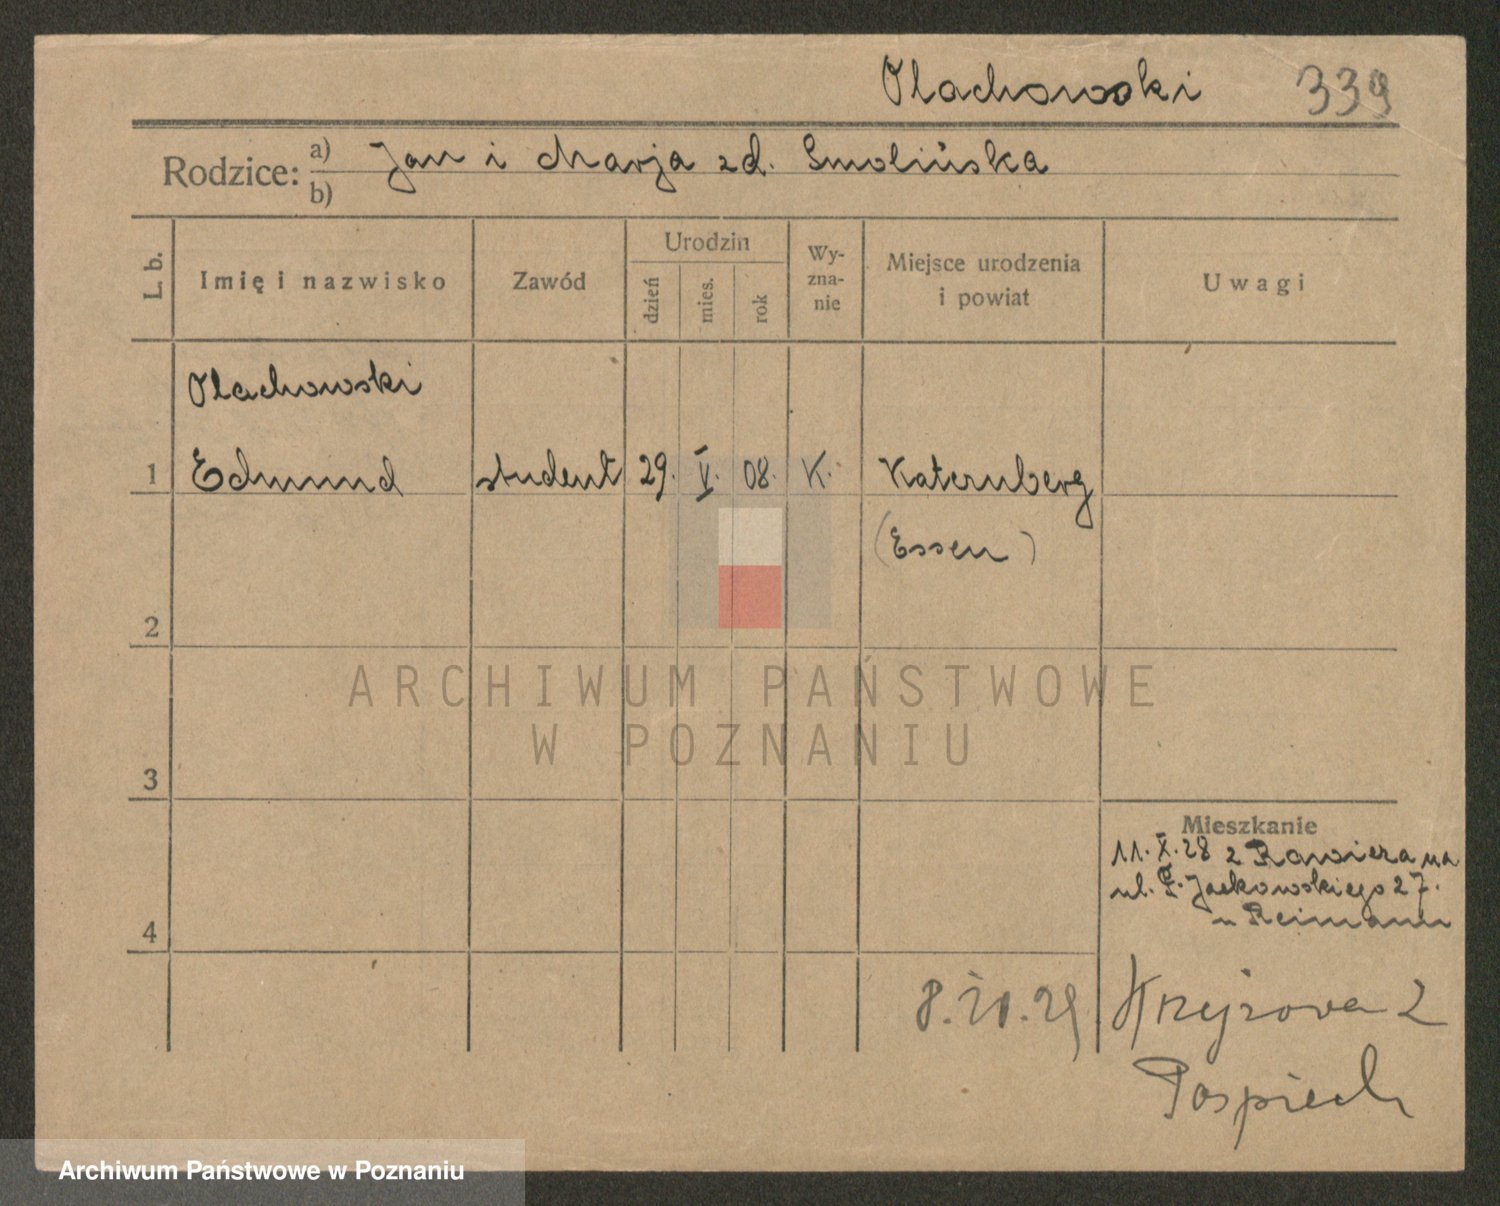 Olachowski 339
Rodzice: a) Jan i Marja zd. Smolińska
b)
L. b. Imię i nazwisko Zawód Urodzin dzień mies. rok Wy-zna-nie Miejsce urodzenia i powiat Uwagi
Olachowski
1 Edmund student 29. V. 08. K. Katernberg
(Essen)
2
ARCHIWUM PAŃSTWOWE
W POZNANIU
3
Mieszkanie
11. X. 28 z Rawicza na
ul. Jackowskiego 27.
u Reimann
4
8. 29 Krzyżowa 2
Pospiech
Archiwum Państwowe w Poznaniu